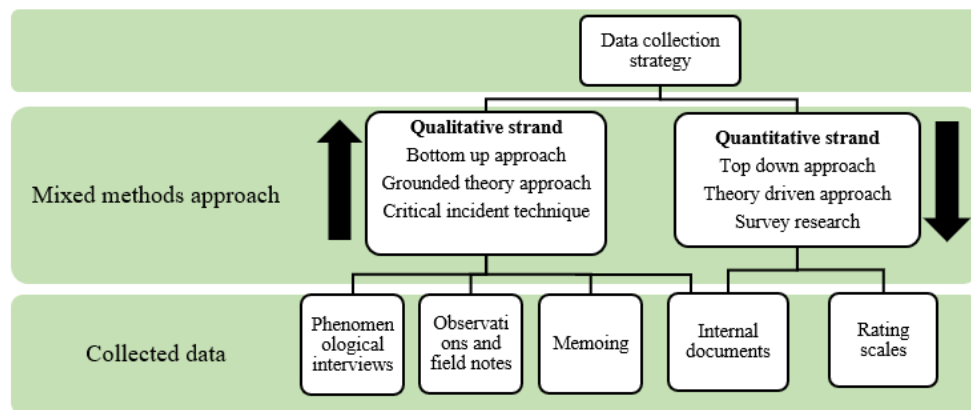 Data collection
strategy
Mixed methods approach
Qualitative strand
Bottom up approach
Grounded theory approach
Critical incident technique
Quantitative strand
Top down approach
Theory driven approach
Survey research
Collected data
Phenomen
ological
interviews
Observati
ons and
field notes
Memoing
Internal
documents
Rating
scales